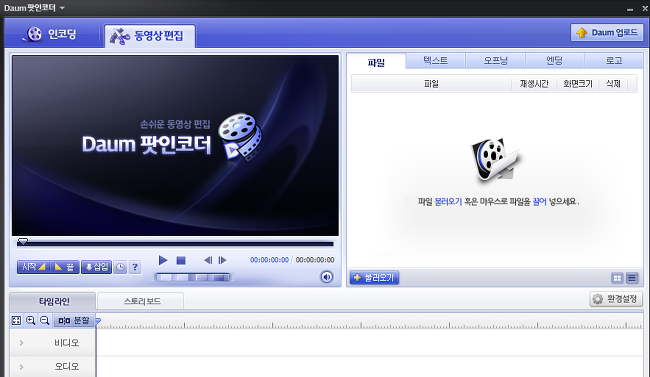 Daum 팟인코더
인코딩
동영상 편집
Daum 업로드
손쉬운 동영상 편집
Daum 팟인코더
시작
끝
삽입
?
00:00:00:00 / 00:00:00:00
파일
텍스트
오프닝
엔딩
로고
파일
재생시간
화면크기
삭제
파일 불러오기 혹은 마우스로 파일을 끌어 넣으세요.
불러오기
타임라인
스토리보드
환경설정
분할
비디오
오디오